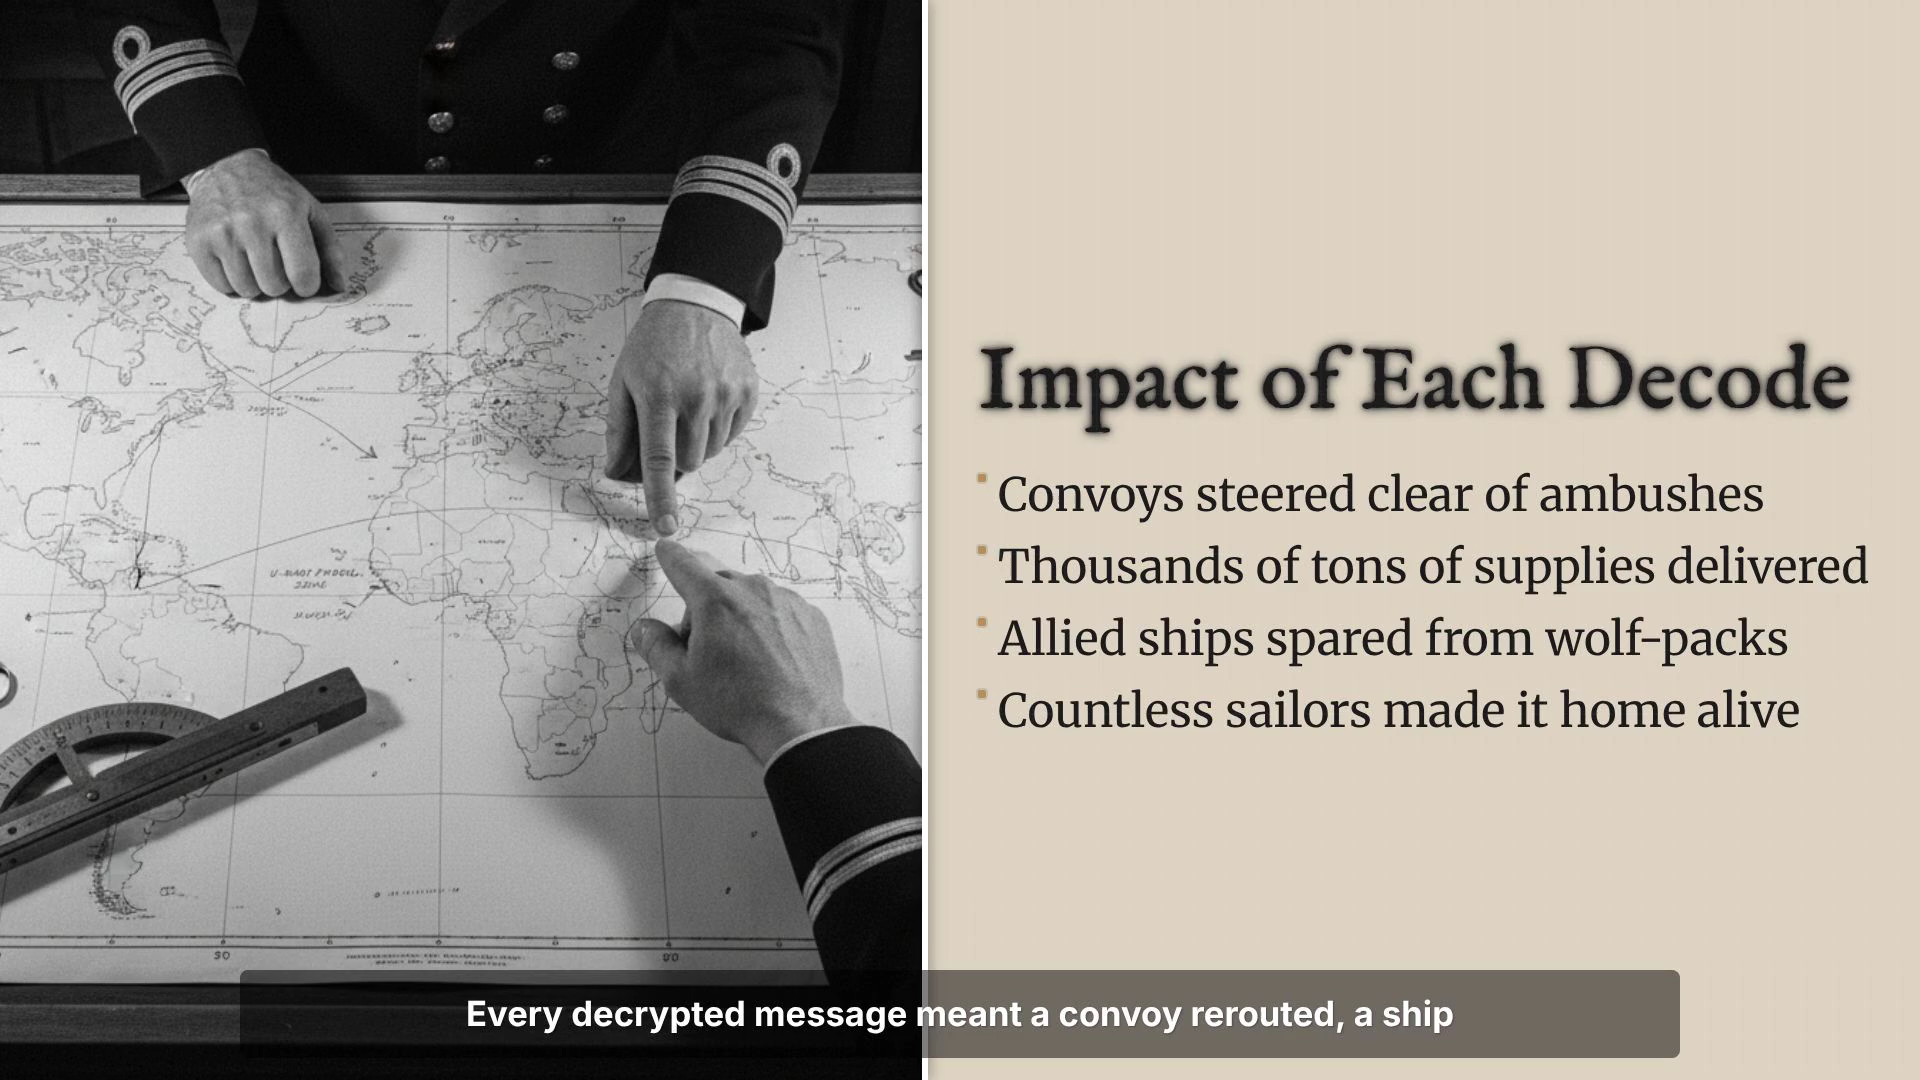 Impact of Each Decode
Convoys steered clear of ambushes
Thousands of tons of supplies delivered
Allied ships spared from wolf-packs
Countless sailors made it home alive
Every decrypted message meant a convoy rerouted, a ship